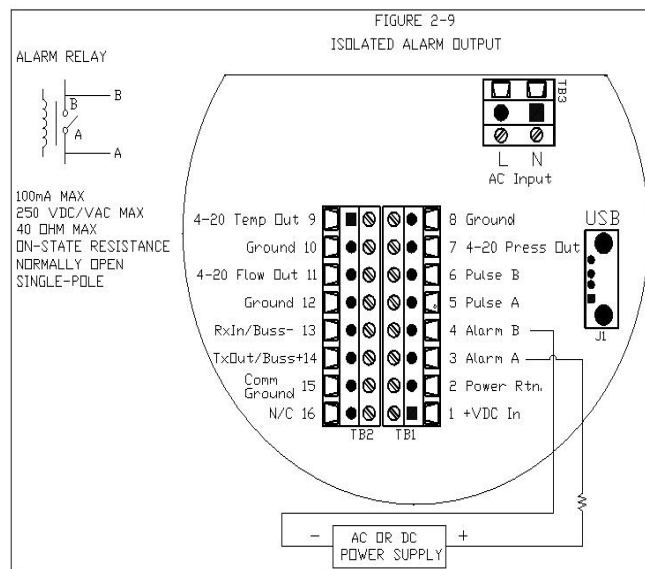 FIGURE 2-9
ISOLATED ALARM OUTPUT
ALARM RELAY
B
B
A
A
100mA MAX
250 VDC/VAC MAX
40 OHM MAX
ON-STATE RESISTANCE
NORMALLY OPEN
SINGLE-POLE
TB3
L N
AC Input
USB
J1
4-20 Temp Out 9
Ground 10
4-20 Flow Out 11
Ground 12
RxIn/Buss- 13
TxOut/Buss+14
Comm
Ground 15
N/C 16
TB2
8 Ground
7 4-20 Press Out
6 Pulse B
5 Pulse A
4 Alarm B
3 Alarm A
2 Power Rtn.
1 +VDC In
TB1
- AC OR DC +
POWER SUPPLY